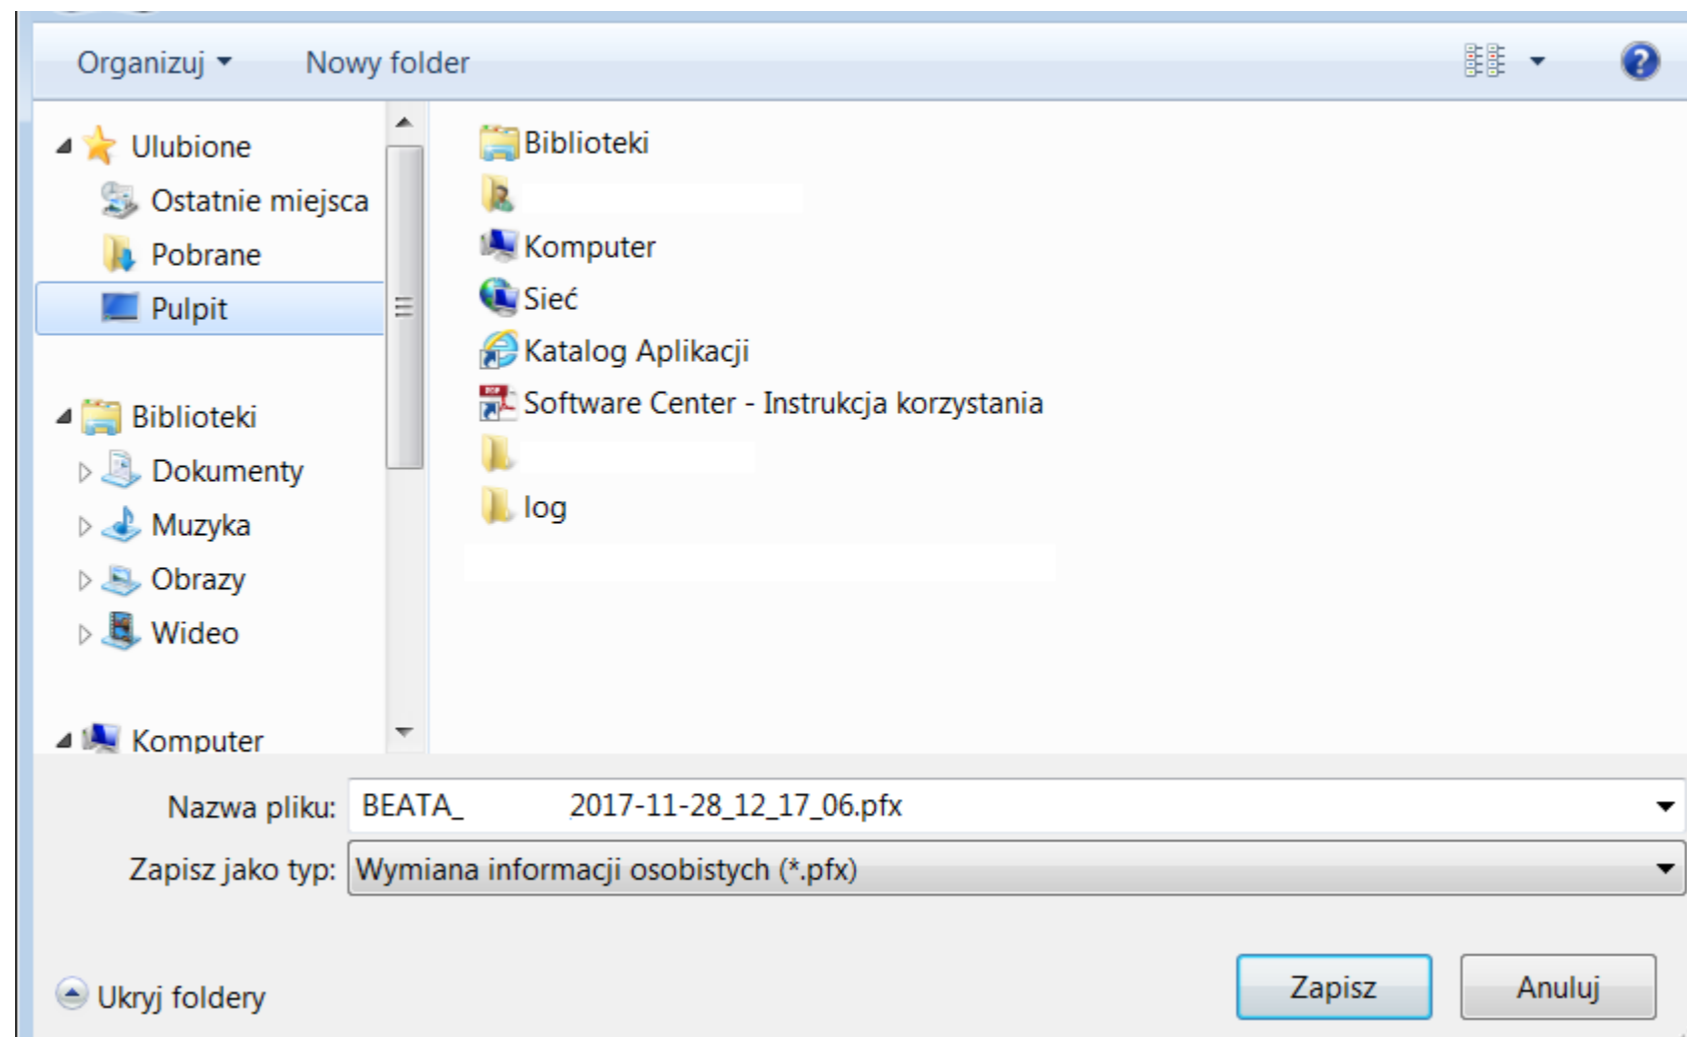 Organizuj Nowy folder
Ulubione
Ostatnie miejsca
Pobrane
Pulpit
Biblioteki
Dokumenty
Muzyka
Obrazy
Wideo
Komputer
Biblioteki
Komputer
Sieć
Katalog Aplikacji
Software Center - Instrukcja korzystania
log
Nazwa pliku: BEATA_ 2017-11-28_12_17_06.pfx
Zapisz jako typ: Wymiana informacji osobistych (*.pfx)
Ukryj foldery Zapisz Anuluj